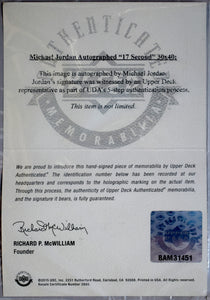 AUTHENTICATED
MEMORABILIA
Michael Jordan Autographed "17 Second" 30x40:
This image is autographed by Michael Jordan.
Jordan's signature was witnessed by an Upper Deck
representative as part of UDA's 5-step authentication process.
This item is not limited.
We are proud to introduce this hand-signed piece of memorabilia by Upper Deck
Authenticated. The identification number below has been recorded at our
headquarters and corresponds to the holographic marking on the actual item.
Through this process, the authenticity of Upper Deck Authenticated memorabilia,
and the signature it bears, is fully guaranteed.
Richard P. McWilliam
RICHARD P. McWILLIAM
Founder
BAM31451